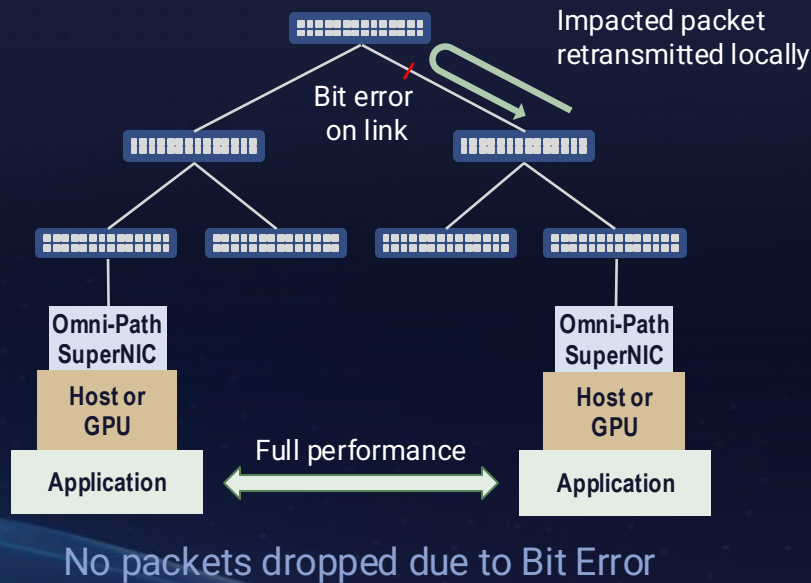 Impacted packet
retransmitted locally
Bit error
on link
Omni-Path
SuperNIC
Host or
GPU
Application
Omni-Path
SuperNIC
Host or
GPU
Application
Full performance
No packets dropped due to Bit Error